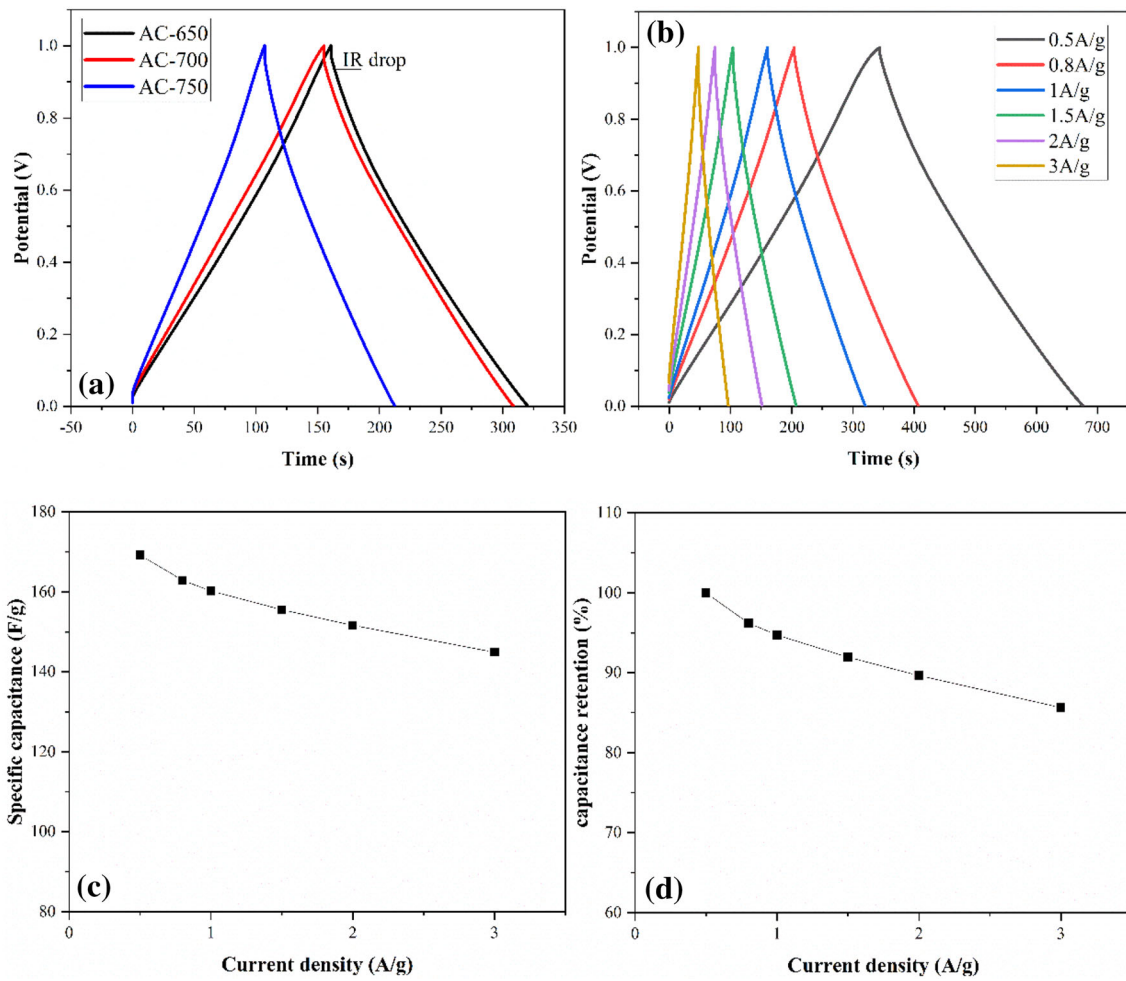 AC-650
AC-700
AC-750
IR drop
1.0
0.8
0.6
0.4
0.2
0.0
Potential (V)
(a)
-50 0 50 100 150 200 250 300 350
Time (s)
(b)
0.5A/g
0.8A/g
1A/g
1.5A/g
2A/g
3A/g
1.0
0.8
0.6
0.4
0.2
0.0
Potential (V)
0 100 200 300 400 500 600 700
Time (s)
180
160
140
120
100
80
Specific capacitance (F/g)
(c)
0 1 2 3
Current density (A/g)
110
100
90
80
70
60
capacitance retention (%)
(d)
0 1 2 3
Current density (A/g)